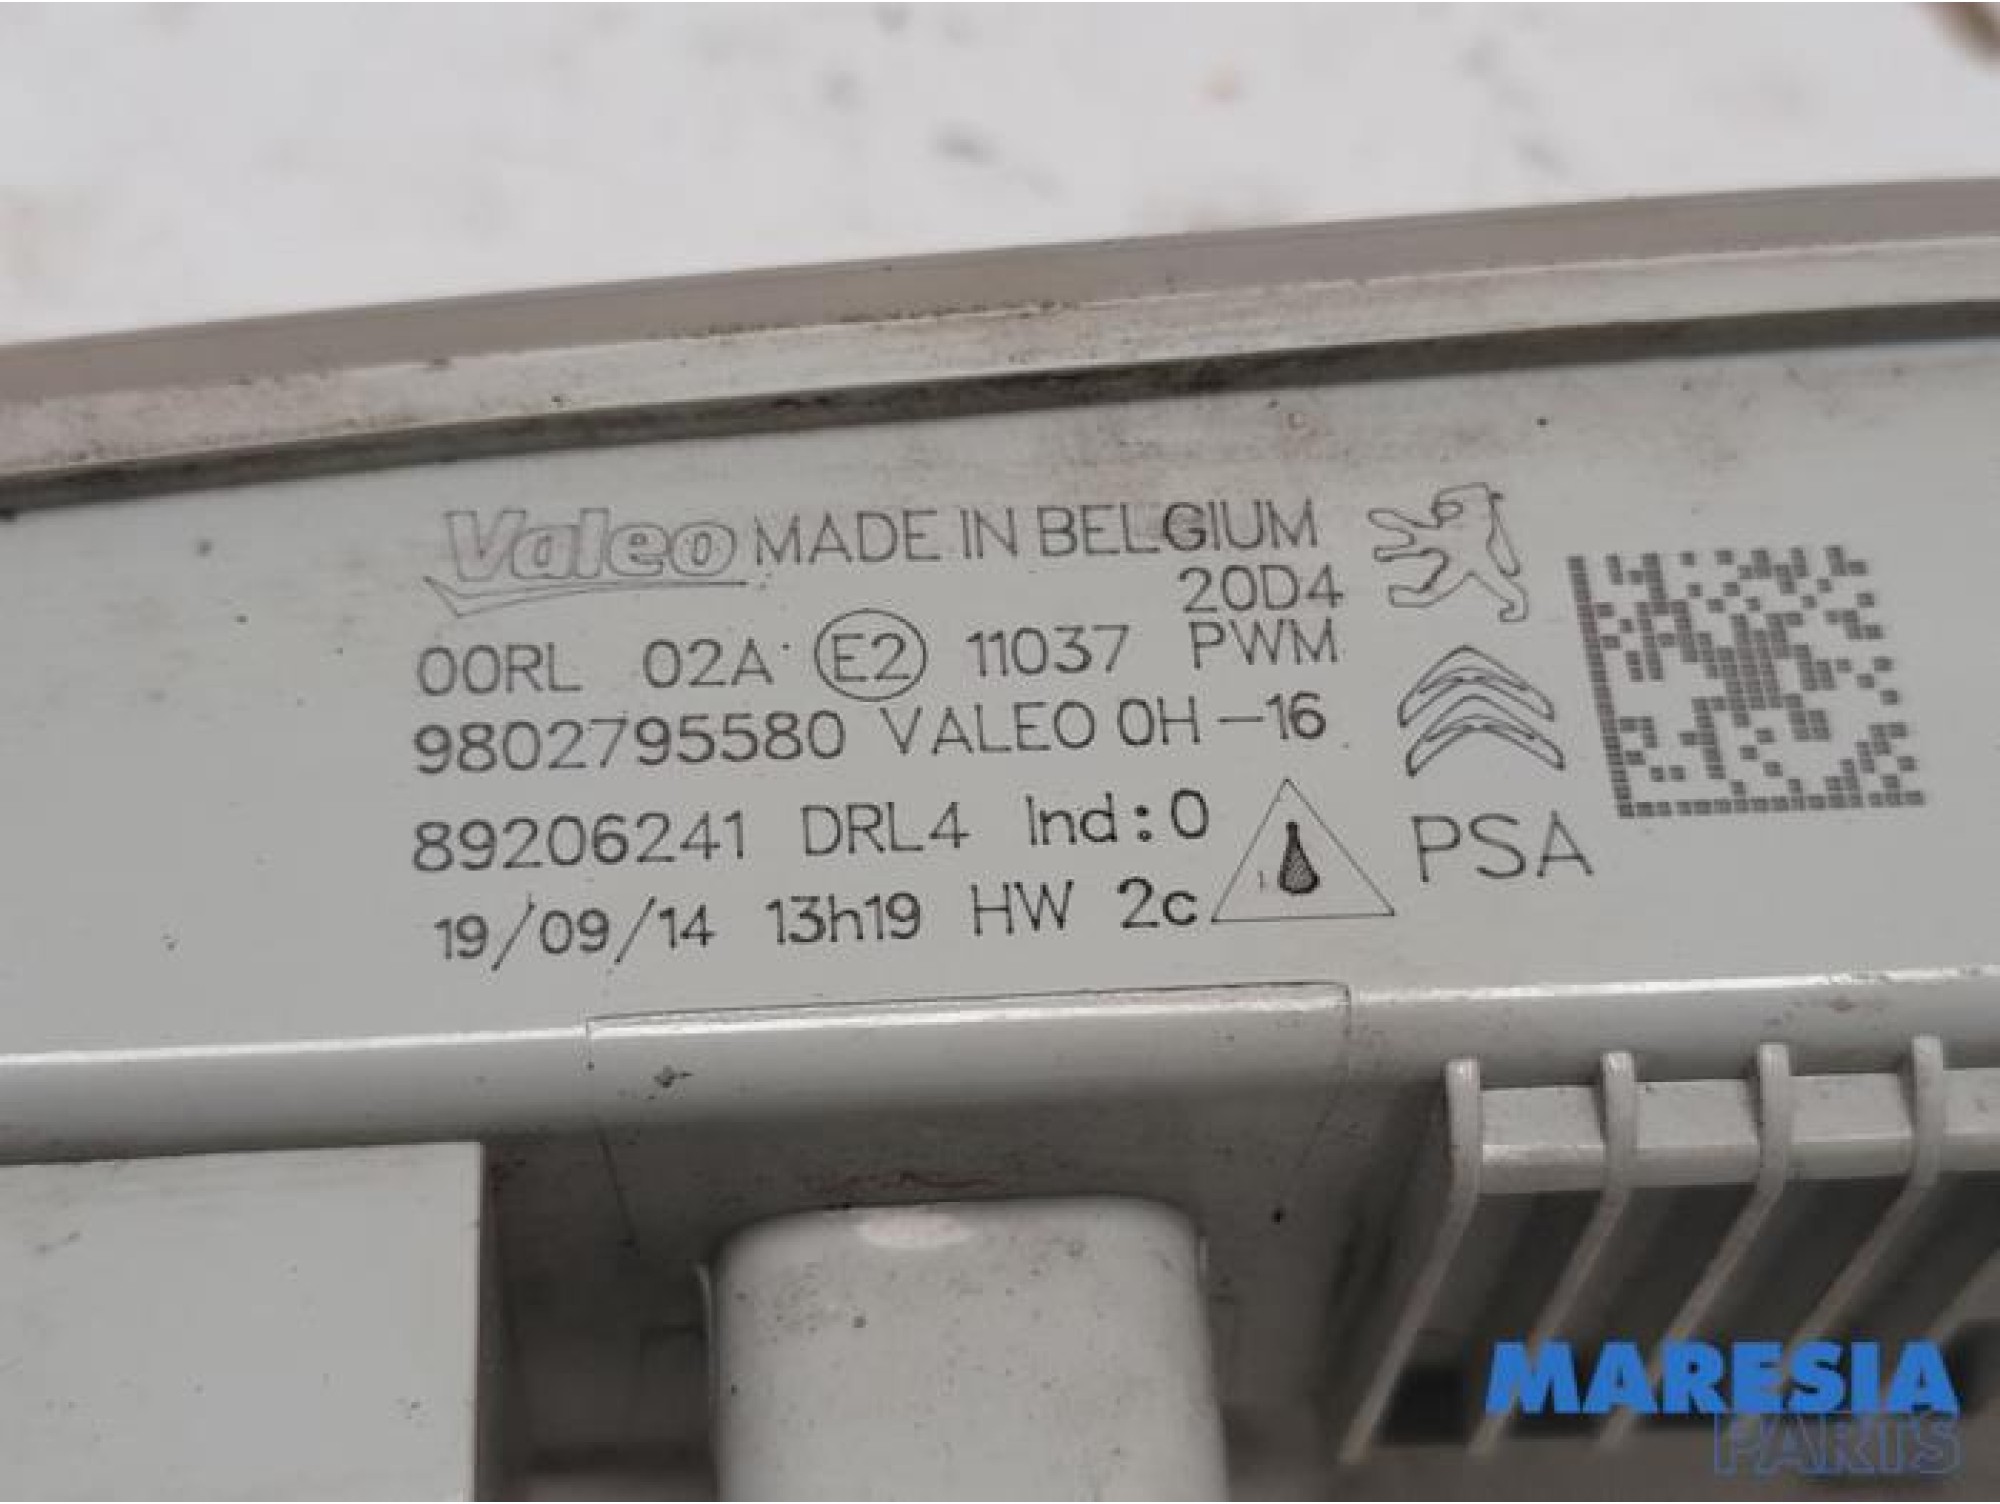 Valeo MADE IN BELGIUM
20D4
00RL 02A E2 11037 PWM
9802795580 VALEO 0H-16
89206241 DRL4 Ind:0
PSA
19/09/14 13h19 HW 2c
MARESIA
PARTS